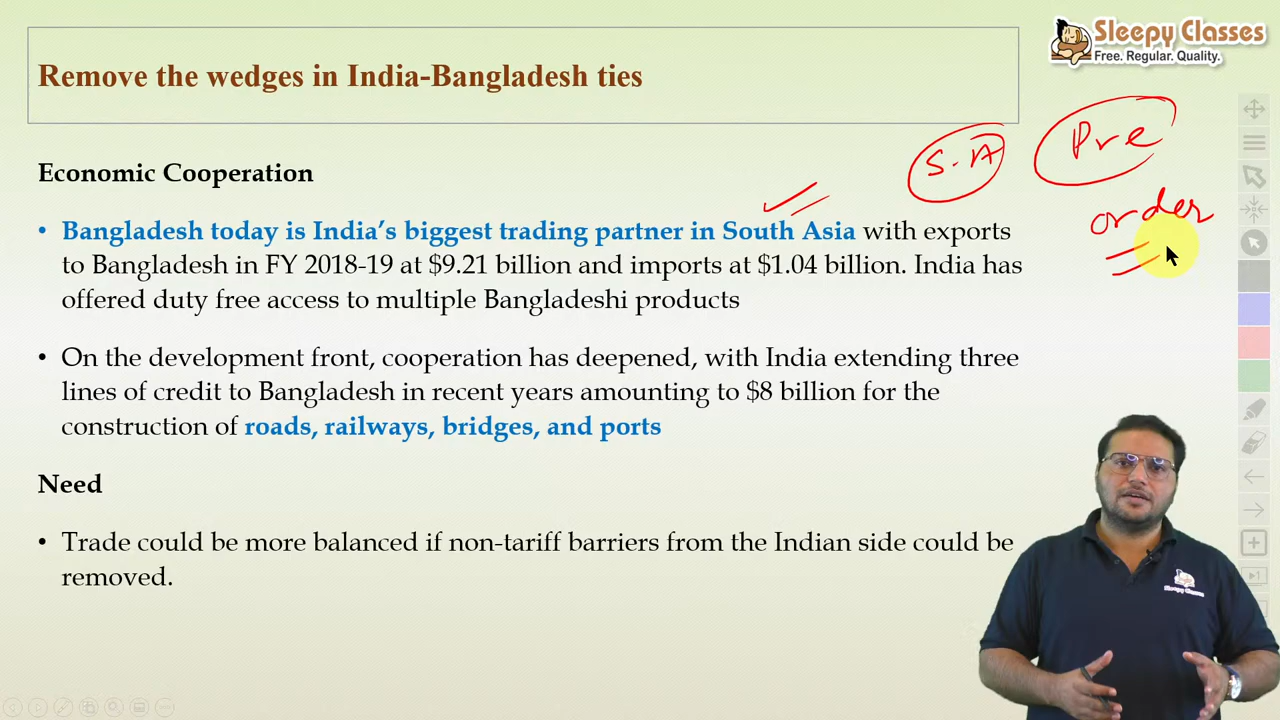 Sleepy Classes
Free. Regular. Quality.
Remove the wedges in India-Bangladesh ties
S-A
Pre
order
Economic Cooperation
• Bangladesh today is India’s biggest trading partner in South Asia with exports
to Bangladesh in FY 2018-19 at $9.21 billion and imports at $1.04 billion. India has
offered duty free access to multiple Bangladeshi products
• On the development front, cooperation has deepened, with India extending three
lines of credit to Bangladesh in recent years amounting to $8 billion for the
construction of roads, railways, bridges, and ports
Need
• Trade could be more balanced if non-tariff barriers from the Indian side could be
removed.
Sleepy Classes